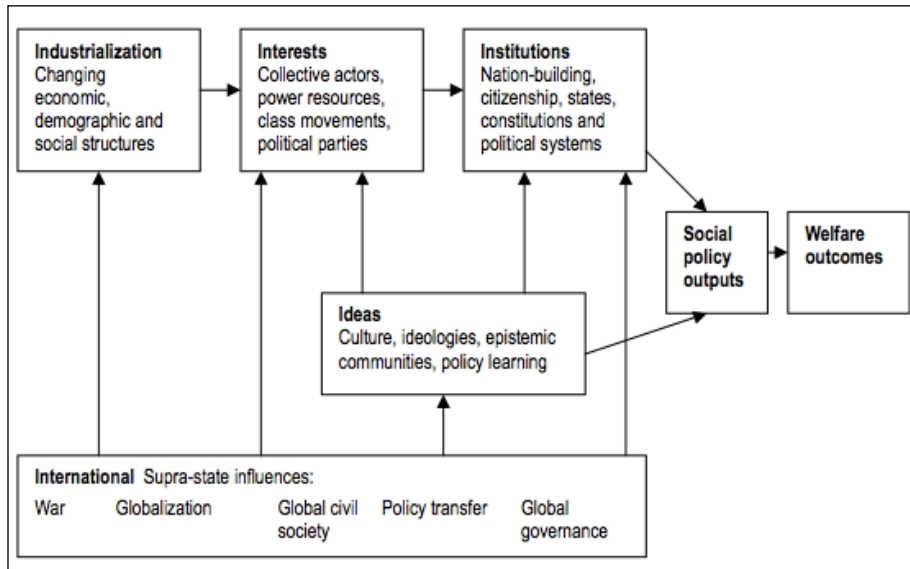 Industrialization
Changing
economic,
demographic and
social structures
Interests
Collective actors,
power resources,
class movements,
political parties
Institutions
Nation-building,
citizenship, states,
constitutions and
political systems
Social
policy
outputs
Welfare
outcomes
Ideas
Culture, ideologies, epistemic
communities, policy learning
International Supra-state influences:
War
Globalization
Global civil
society
Policy transfer
Global
governance